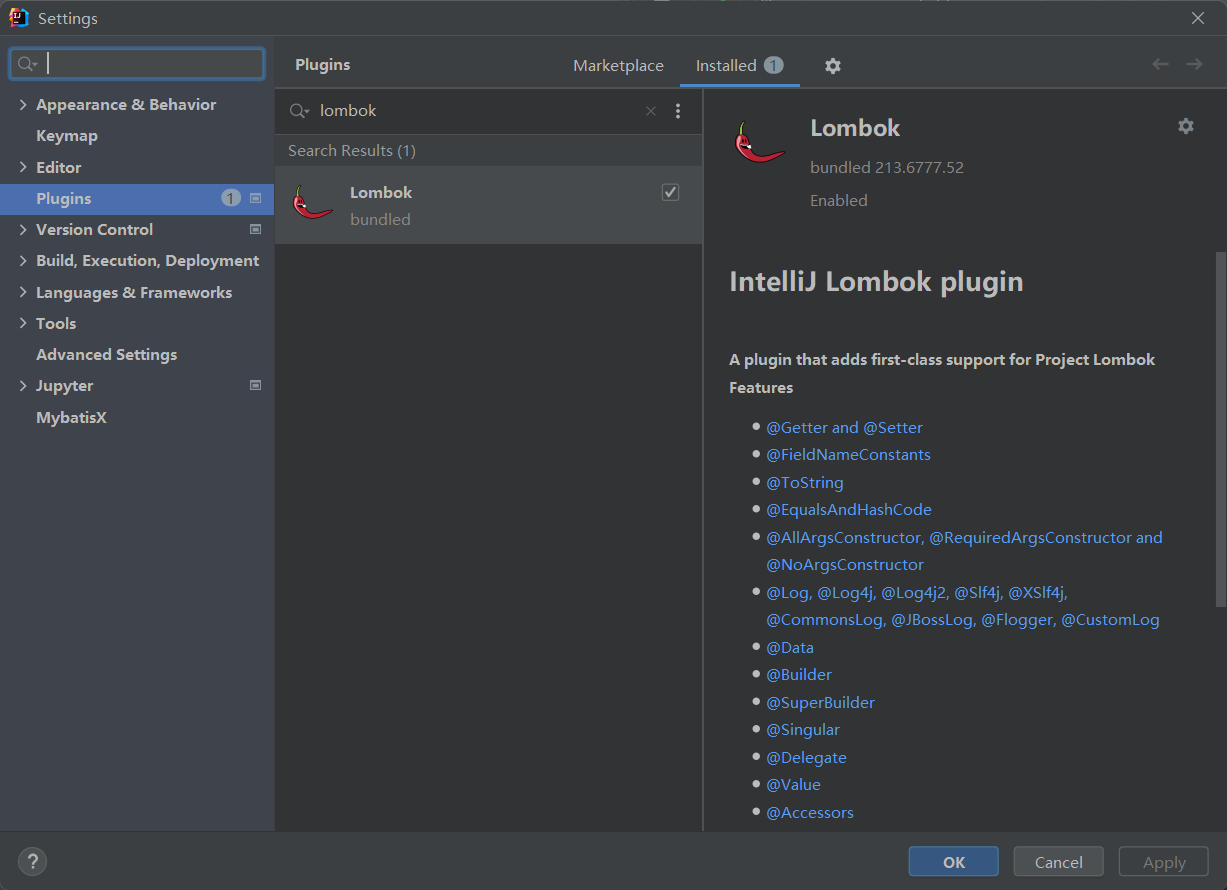 Settings
Appearance & Behavior
Keymap
Editor
Plugins 1
Version Control
Build, Execution, Deployment
Languages & Frameworks
Tools
Advanced Settings
Jupyter
MybatisX
Plugins
Marketplace
Installed 1
lombok
Search Results (1)
Lombok
bundled
Lombok
bundled 213.6777.52
Enabled
IntelliJ Lombok plugin
A plugin that adds first-class support for Project Lombok
Features
@Getter and @Setter
@FieldNameConstants
@ToString
@EqualsAndHashCode
@AllArgsConstructor, @RequiredArgsConstructor and
@NoArgsConstructor
@Log, @Log4j, @Log4j2, @Slf4j, @XSlf4j,
@CommonsLog, @JBossLog, @Flogger, @CustomLog
@Data
@Builder
@SuperBuilder
@Singular
@Delegate
@Value
@Accessors
?
OK
Cancel
Apply